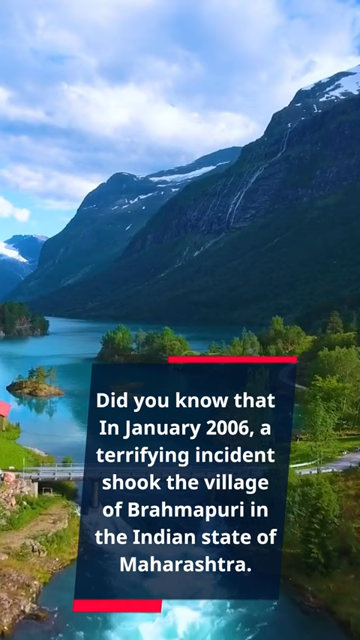 Did you know that
In January 2006, a
terrifying incident
shook the village
of Brahmapuri in
the Indian state of
Maharashtra.